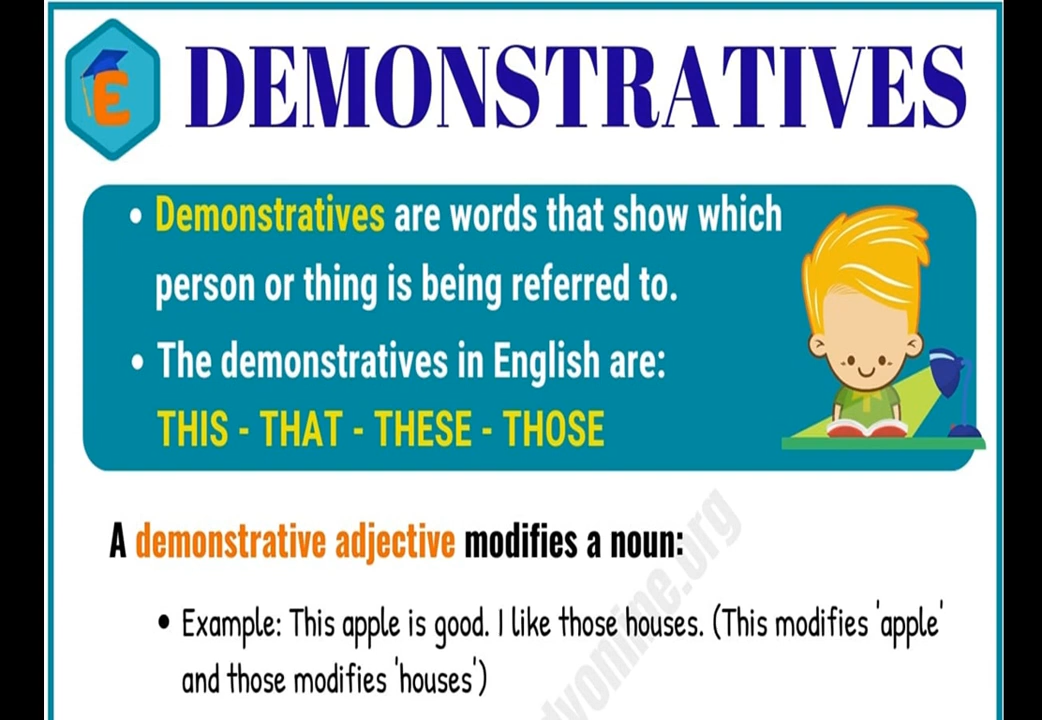 E
DEMONSTRATIVES
• Demonstratives are words that show which
person or thing is being referred to.
• The demonstratives in English are:
THIS - THAT - THESE - THOSE
A demonstrative adjective modifies a noun:
• Example: This apple is good. I like those houses. (This modifies 'apple'
and those modifies 'houses')